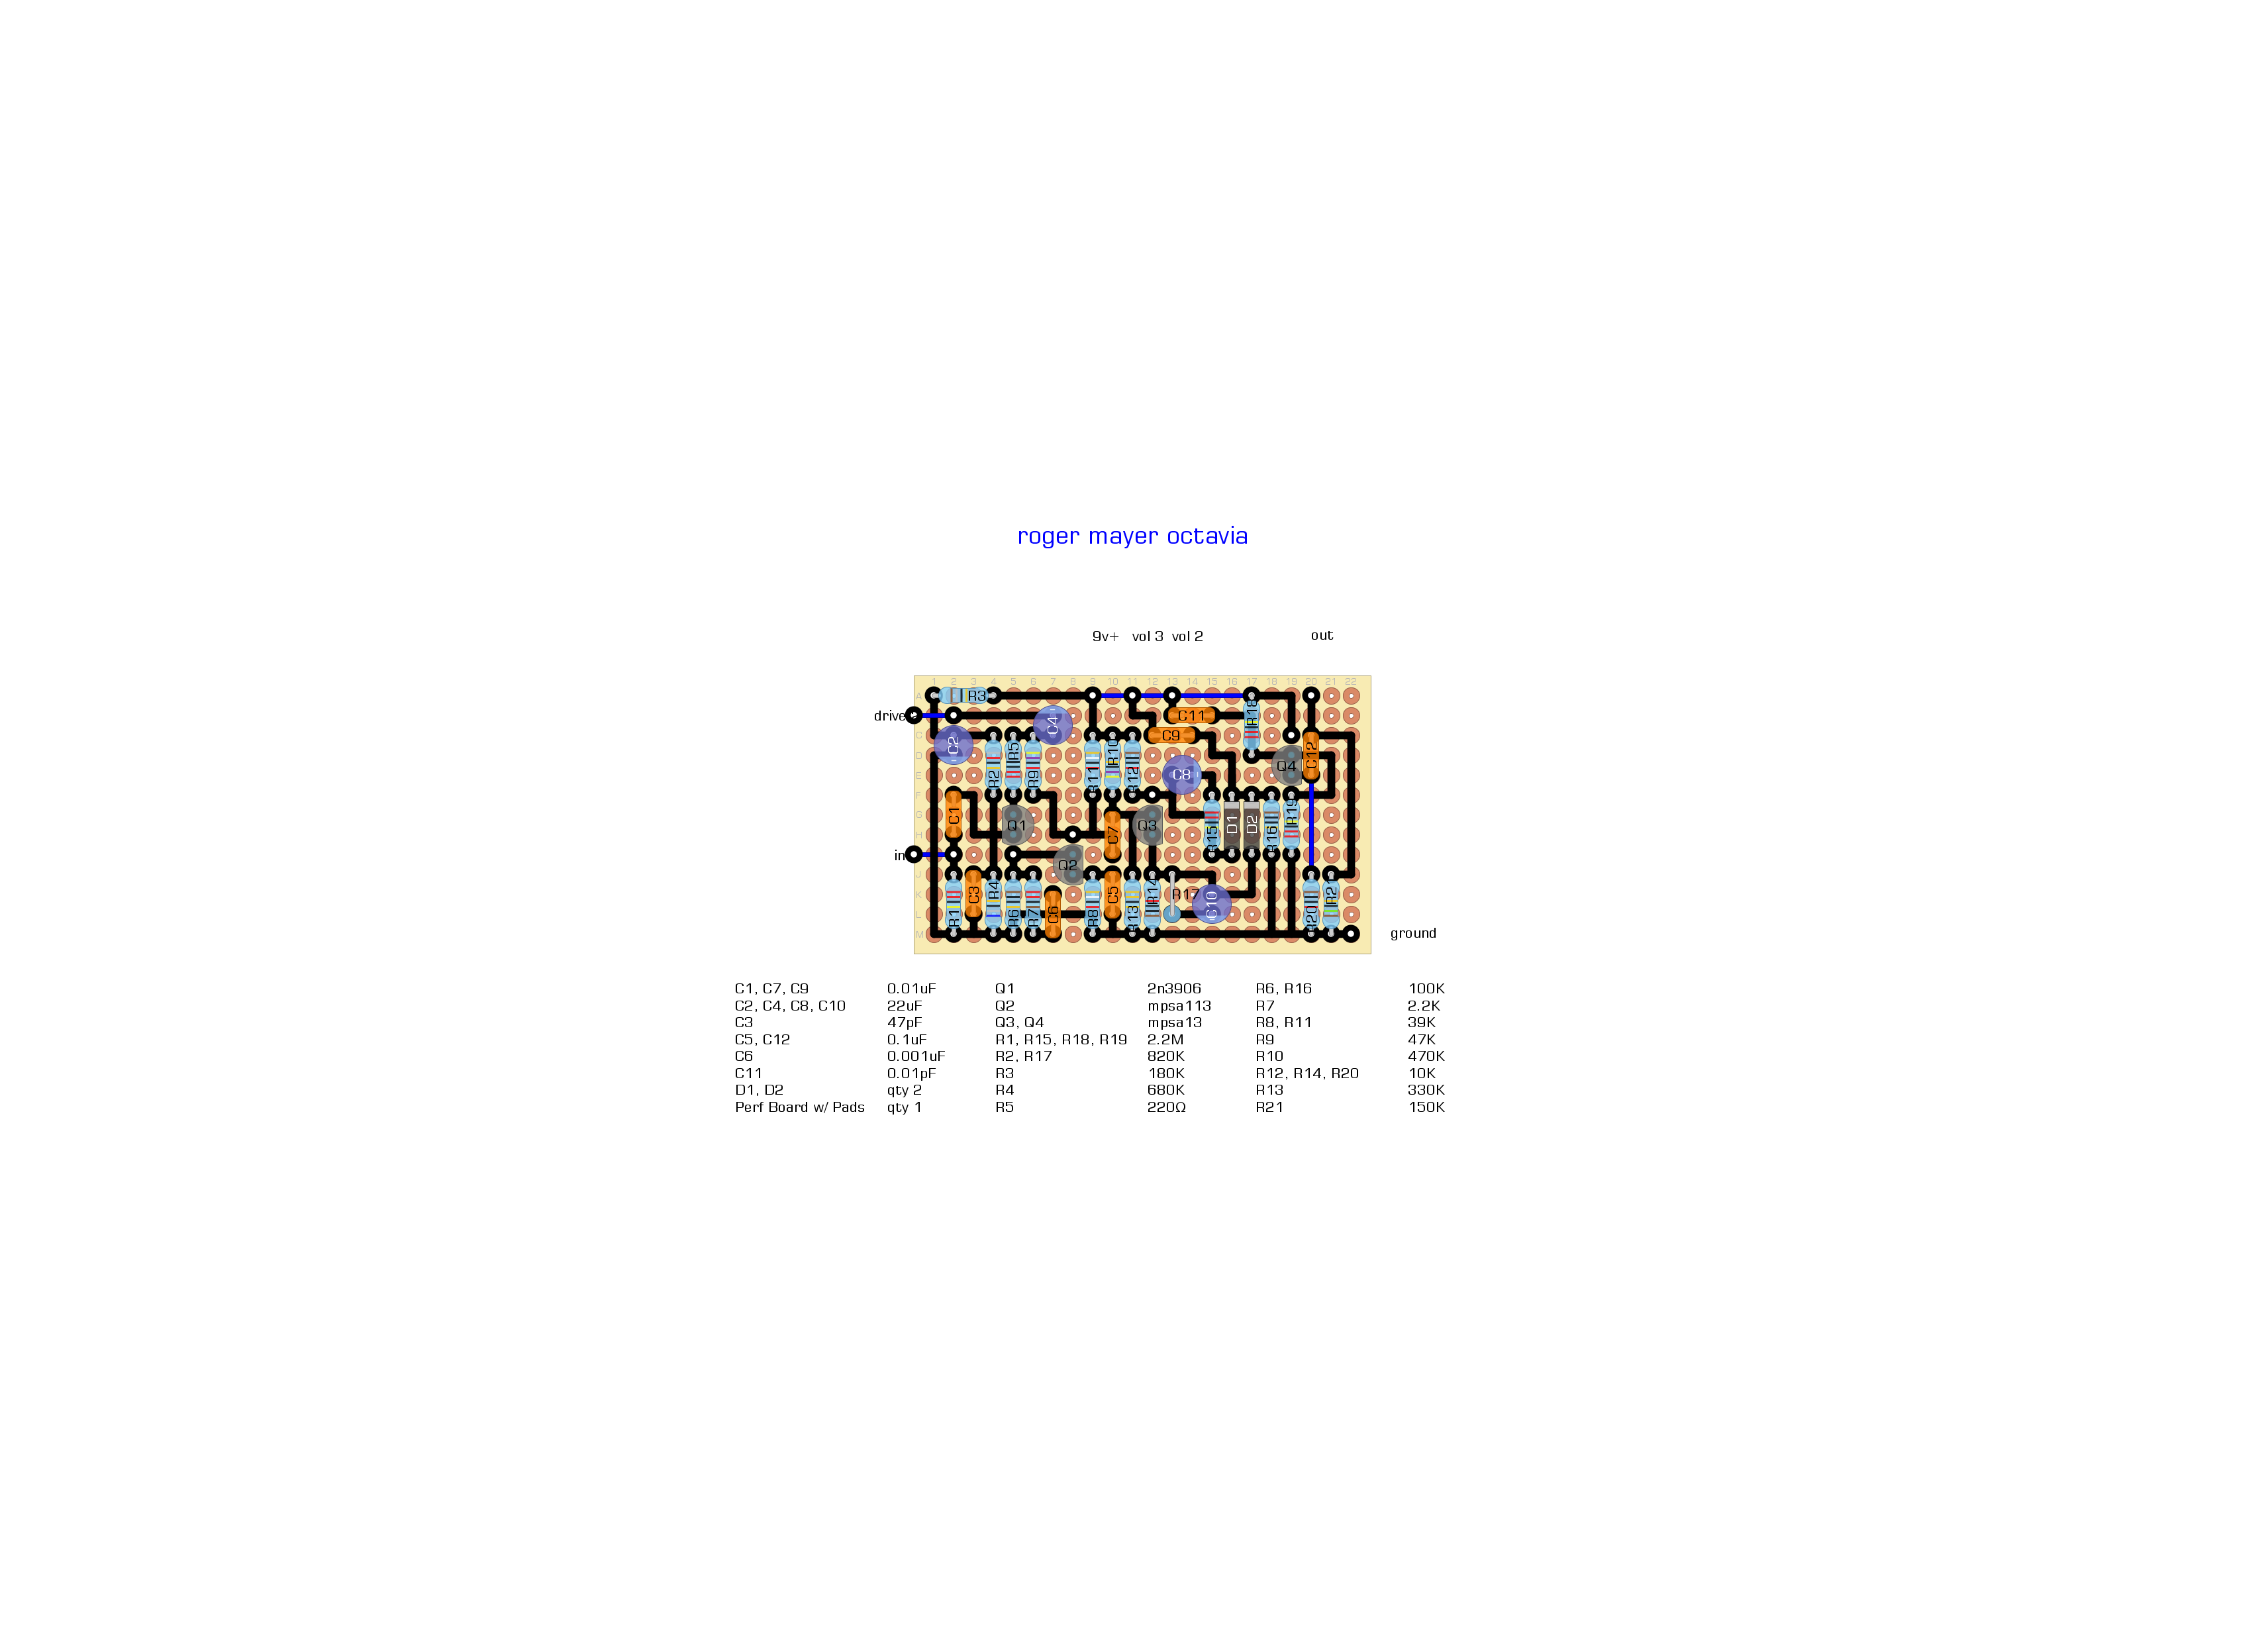 roger mayer octavia
9v+ vol 3 vol 2 out
1 2 3 4 5 6 7 8 9 10 11 12 13 14 15 16 17 18 19 20 21 22
A R3
drive C11 R18
C C2 C4 C9 C12
D R2 R5 R9 R11 R10 R12 Q4
E C8
F
G C1 Q1 C7 Q3 R15 D1 D2 R16 R19
H
in Q2
J
K R1 C3 R4 R6 R7 C6 R8 C5 R13 R14 R17 C10 R20 R21
L
M ground
C1, C7, C9 0.01uF Q1 2n3906 R6, R16 100K
C2, C4, C8, C10 22uF Q2 mpsa113 R7 2.2K
C3 47pF Q3, Q4 mpsa13 R8, R11 39K
C5, C12 0.1uF R1, R15, R18, R19 2.2M R9 47K
C6 0.001uF R2, R17 820K R10 470K
C11 0.01pF R3 180K R12, R14, R20 10K
D1, D2 qty 2 R4 680K R13 330K
Perf Board w/ Pads qty 1 R5 220Ω R21 150K